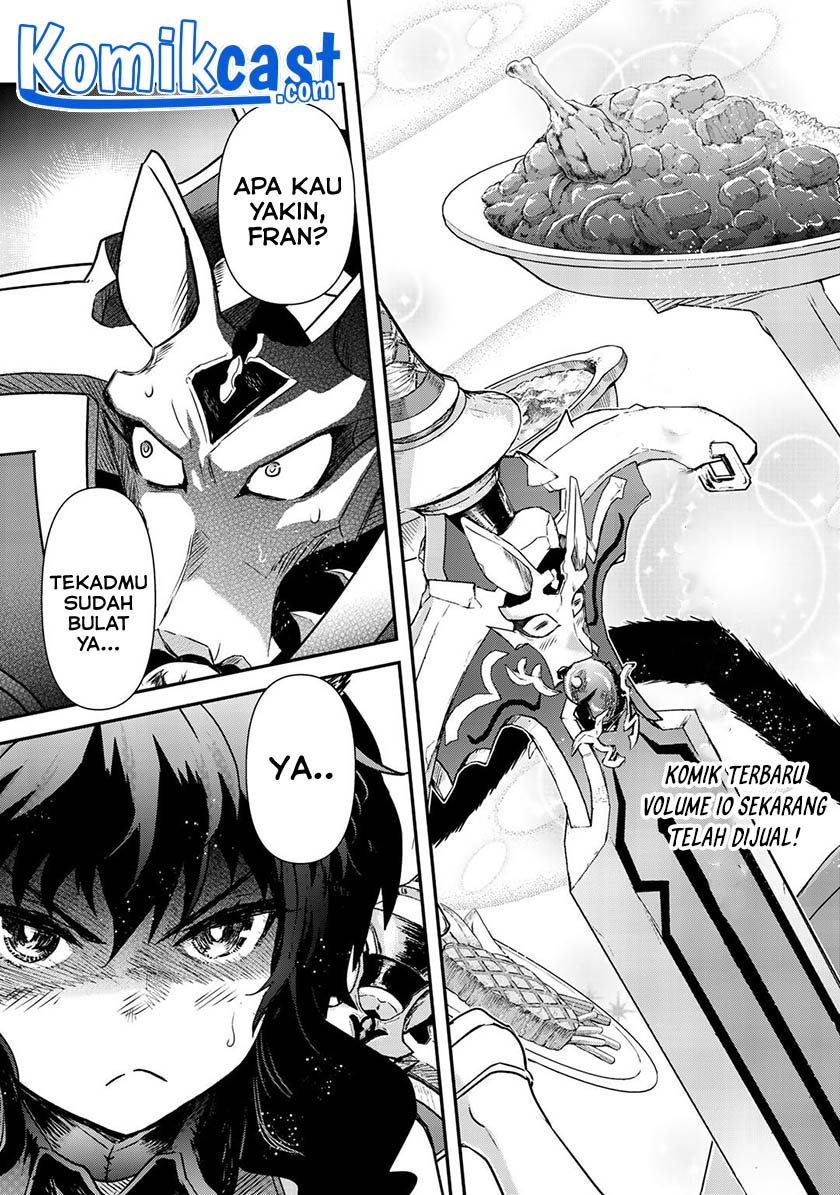 Komikcast
.com
APA KAU
YAKIN,
FRAN?
TEKADMU
SUDAH
BULAT
YA...
YA..
KOMIK TERBARU
VOLUME 10 SEKARANG
TELAH DIJUAL!